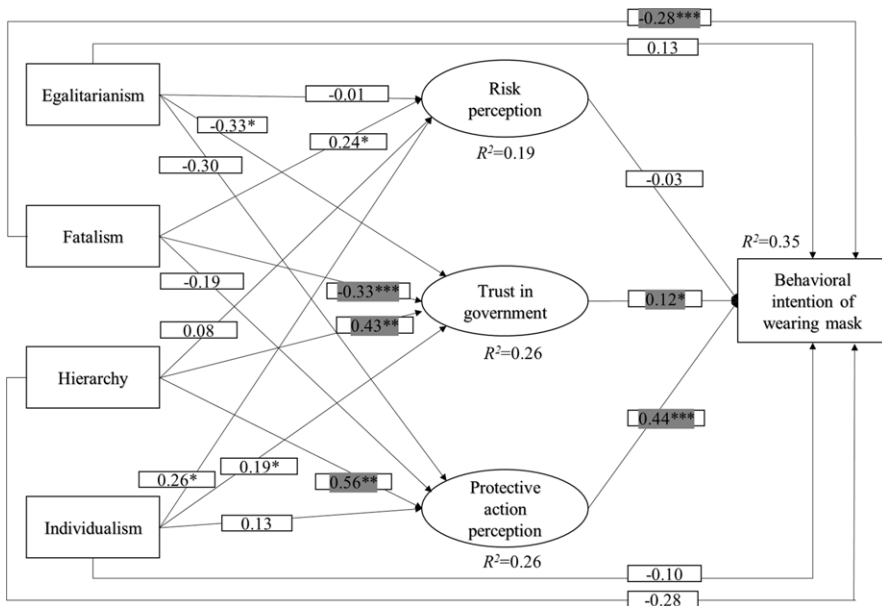 -0.28***
0.13
Egalitarianism
-0.01
Risk
perception
-0.33*
0.24*
R²=0.19
-0.30
-0.03
Fatalism
R²=0.35
-0.19
-0.33***
Trust in
government
0.12*
Behavioral
intention of
wearing mask
0.08
0.43**
R²=0.26
Hierarchy
0.44***
0.26*
0.19*
0.56**
Protective
action
perception
Individualism
0.13
R²=0.26
-0.10
-0.28